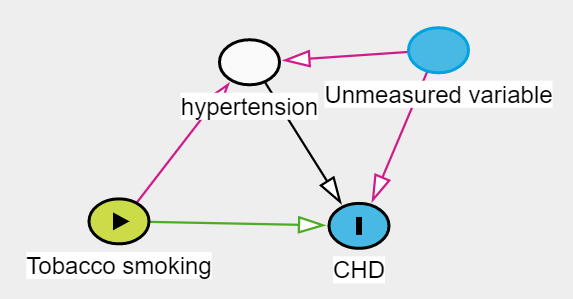 hypertension
Unmeasured variable
Tobacco smoking
CHD